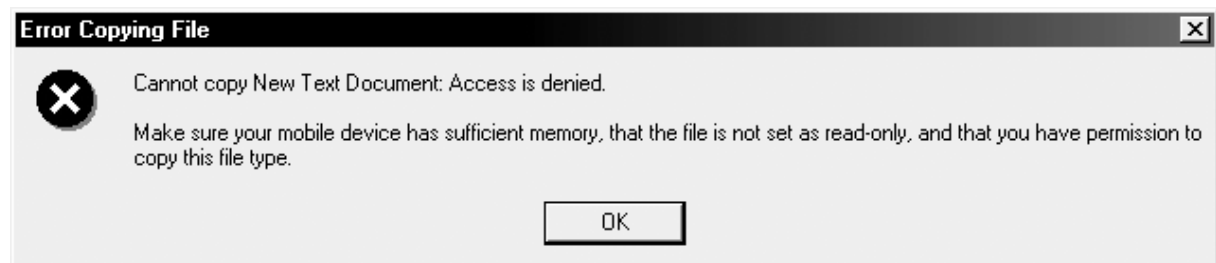 Error Copying File
Cannot copy New Text Document: Access is denied.
Make sure your mobile device has sufficient memory, that the file is not set as read-only, and that you have permission to
copy this file type.
OK